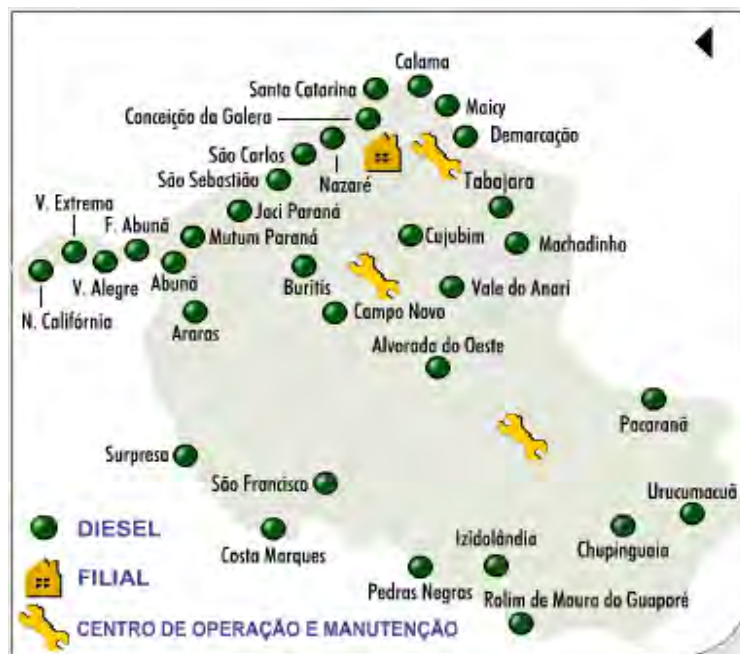 Calama
Santa Catarina
Maicy
Conceição da Galera
Demarcação
São Carlos
Nazaré
Tabajara
São Sebastião
V. Extrema
F. Abunã
Jaci Paraná
Mutum Paraná
Cujubim
Machadinho
V. Alegre
Abunã
Buritis
Vale do Anari
N. Califórnia
Araras
Campo Novo
Alvorada do Oeste
Pacaranã
Surpresa
São Francisco
Urucumacuã
DIESEL
Costa Marques
Izidolândia
Chupinguaia
FILIAL
Pedras Negras
Rolim de Moura do Guaporé
CENTRO DE OPERAÇÃO E MANUTENÇÃO